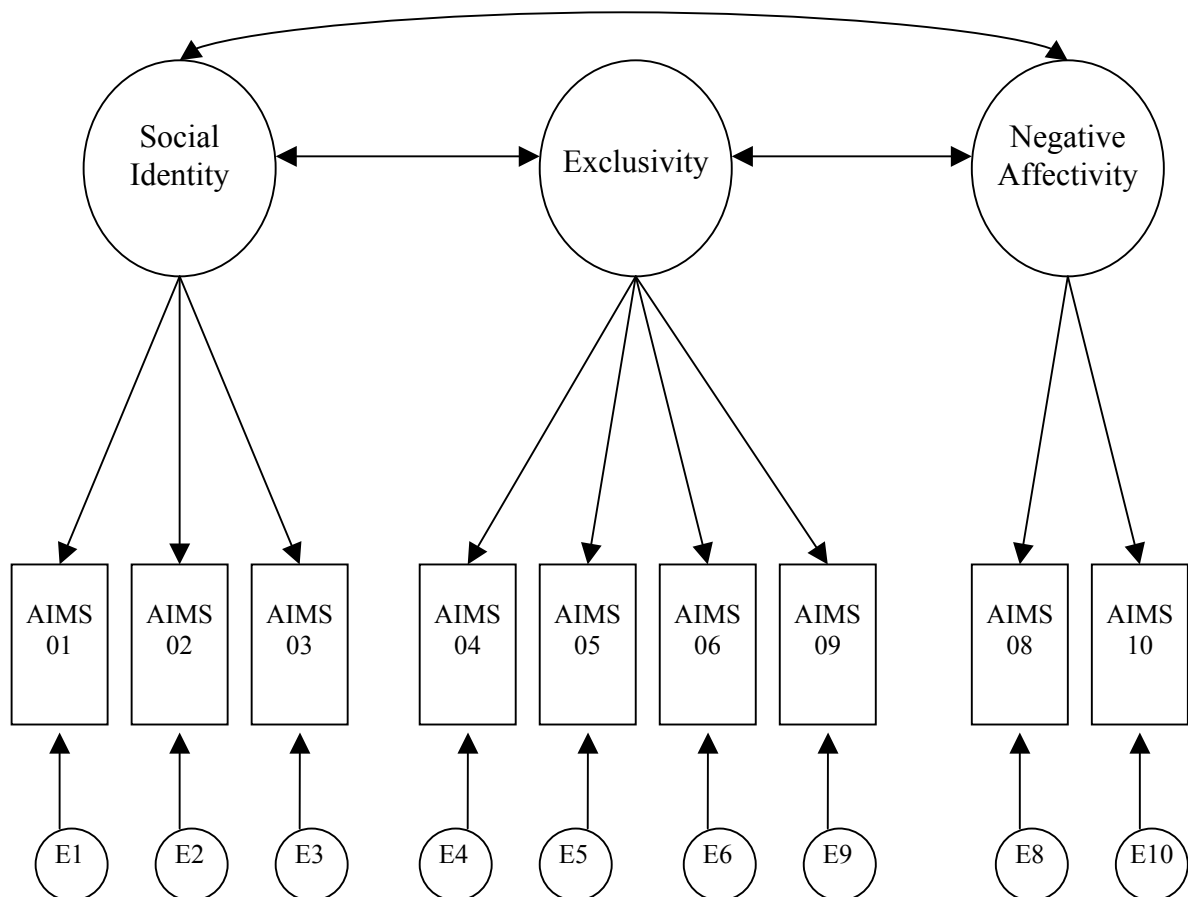 Social
Identity
Exclusivity
Negative
Affectivity
AIMS
01
AIMS
02
AIMS
03
AIMS
04
AIMS
05
AIMS
06
AIMS
09
AIMS
08
AIMS
10
E1
E2
E3
E4
E5
E6
E9
E8
E10